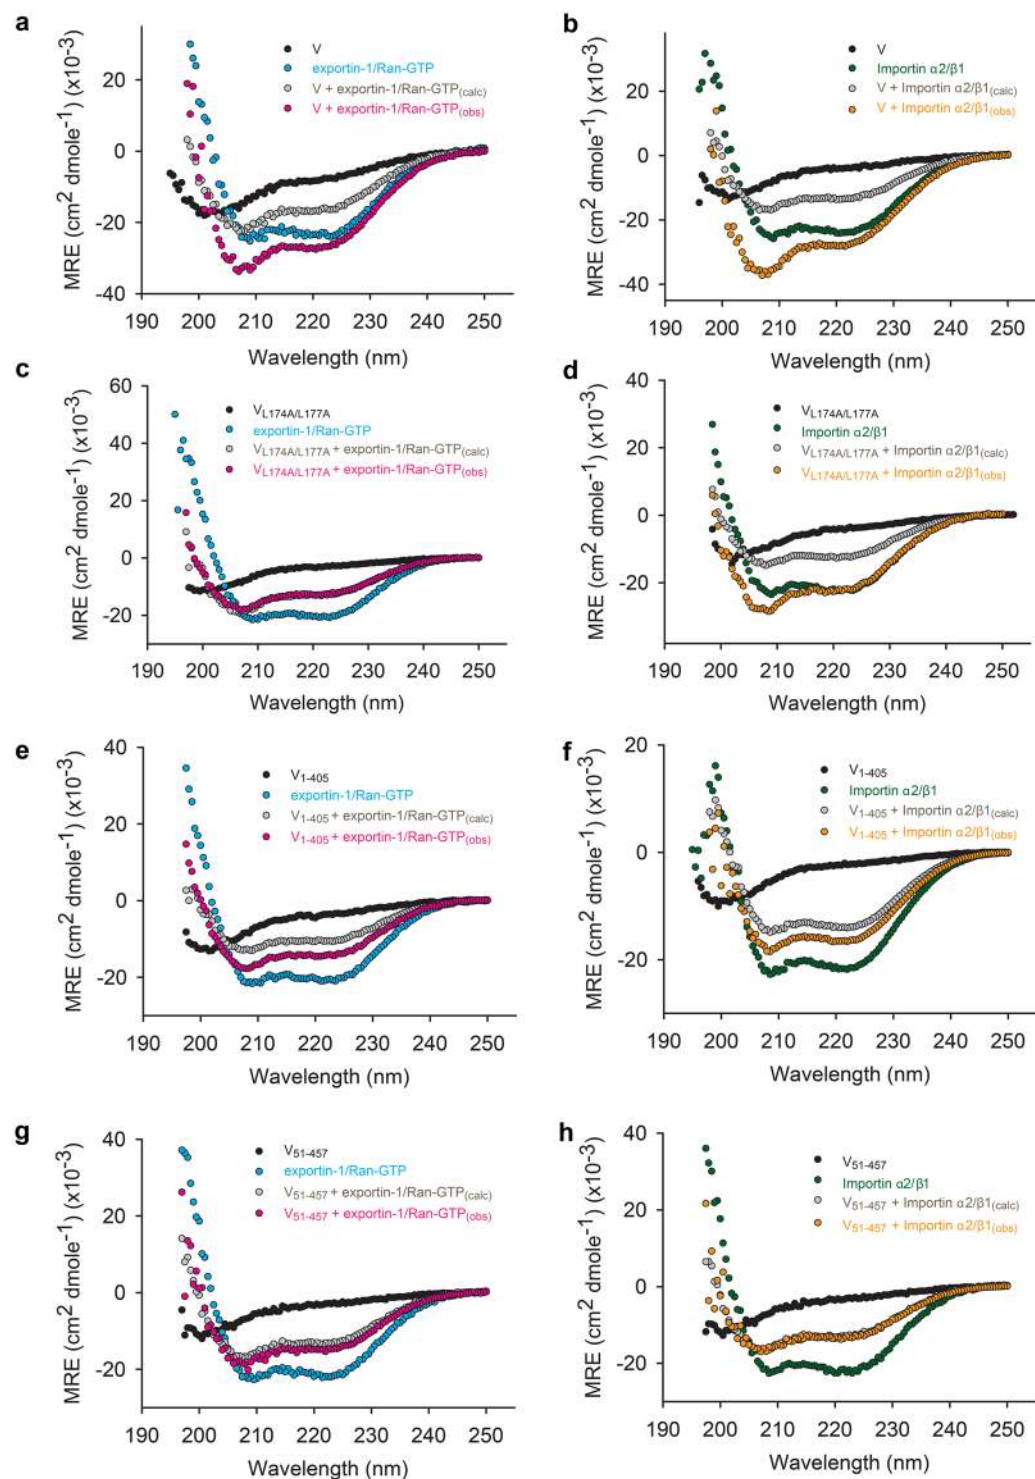 a
MRE (cm2 dmole-1) (x10-3)
20
0
-20
-40
V
exportin-1/Ran-GTP
V + exportin-1/Ran-GTP(calc)
V + exportin-1/Ran-GTP(obs)
190 200 210 220 230 240 250
Wavelength (nm)
b
MRE (cm2 dmole-1) (x10-3)
20
0
-20
-40
V
Importin α2/β1
V + Importin α2/β1(calc)
V + Importin α2/β1(obs)
190 200 210 220 230 240 250
Wavelength (nm)
c
MRE (cm2 dmole-1) (x10-3)
60
40
20
0
-20
VL174A/L177A
exportin-1/Ran-GTP
VL174A/L177A + exportin-1/Ran-GTP(calc)
VL174A/L177A + exportin-1/Ran-GTP(obs)
190 200 210 220 230 240 250
Wavelength (nm)
d
MRE (cm2 dmole-1) (x10-3)
40
20
0
-20
VL174A/L177A
Importin α2/β1
VL174A/L177A + Importin α2/β1(calc)
VL174A/L177A + Importin α2/β1(obs)
190 200 210 220 230 240 250
Wavelength (nm)
e
MRE (cm2 dmole-1) (x10-3)
40
20
0
-20
V1-405
exportin-1/Ran-GTP
V1-405 + exportin-1/Ran-GTP(calc)
V1-405 + exportin-1/Ran-GTP(obs)
190 200 210 220 230 240 250
Wavelength (nm)
f
MRE (cm2 dmole-1) (x10-3)
20
0
-20
V1-405
Importin α2/β1
V1-405 + Importin α2/β1(calc)
V1-405 + Importin α2/β1(obs)
190 200 210 220 230 240 250
Wavelength (nm)
g
MRE (cm2 dmole-1) (x10-3)
40
20
0
-20
V51-457
exportin-1/Ran-GTP
V51-457 + exportin-1/Ran-GTP(calc)
V51-457 + exportin-1/Ran-GTP(obs)
190 200 210 220 230 240 250
Wavelength (nm)
h
MRE (cm2 dmole-1) (x10-3)
40
20
0
-20
V51-457
Importin α2/β1
V51-457 + Importin α2/β1(calc)
V51-457 + Importin α2/β1(obs)
190 200 210 220 230 240 250
Wavelength (nm)